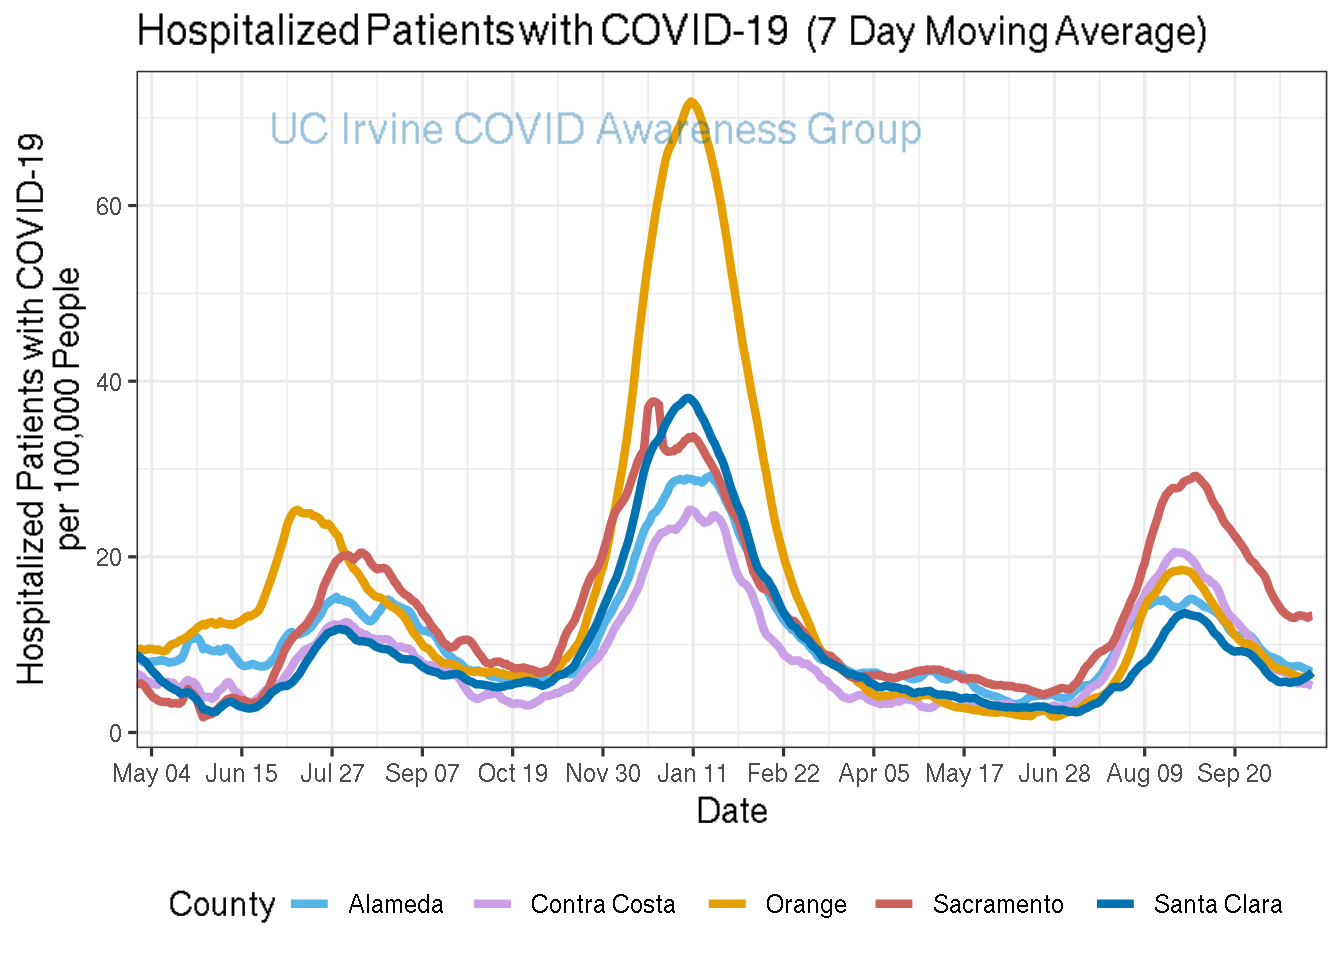 Hospitalized Patients with COVID-19 (7 Day Moving Average)
UC Irvine COVID Awareness Group
Hospitalized Patients with COVID-19
per 100,000 People
60
40
20
0
May 04 Jun 15 Jul 27 Sep 07 Oct 19 Nov 30 Jan 11 Feb 22 Apr 05 May 17 Jun 28 Aug 09 Sep 20
Date
County Alameda Contra Costa Orange Sacramento Santa Clara